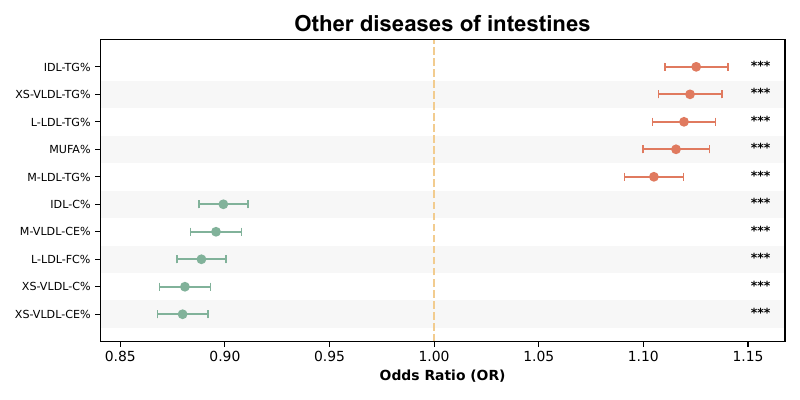 Other diseases of intestines
IDL-TG% ***
XS-VLDL-TG% ***
L-LDL-TG% ***
MUFA% ***
M-LDL-TG% ***
IDL-C% ***
M-VLDL-CE% ***
L-LDL-FC% ***
XS-VLDL-C% ***
XS-VLDL-CE% ***
0.85 0.90 0.95 1.00 1.05 1.10 1.15
Odds Ratio (OR)